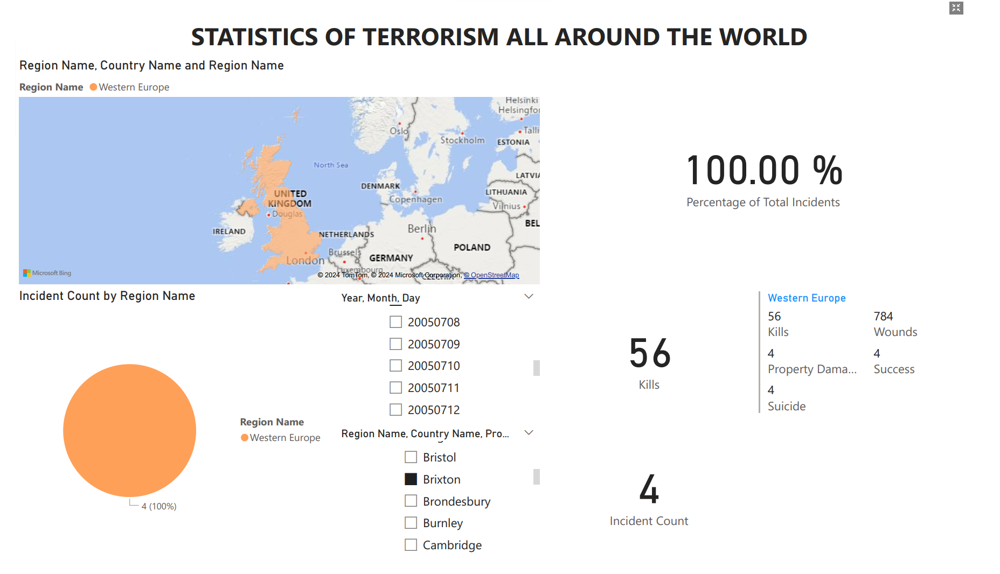 STATISTICS OF TERRORISM ALL AROUND THE WORLD
Region Name, Country Name and Region Name
Region Name Western Europe
Helsinki
Helsingfor
Oslo
Talli
Stockholm
ESTONIA
North Sea
LATVIA
DENMARK
LITHUANIA
UNITED
KINGDOM
Copenhagen
Vilnius
Douglas
BEL
Berlin
IRELAND
NETHERLANDS
POLAND
Brussels
GERMANY
London
Luxembourg
Microsoft Bing
© 2024 TomTom, © 2024 Microsoft Corporation, © OpenStreetMap
CZECHIA
100.00 %
Percentage of Total Incidents
Incident Count by Region Name
4 (100%)
Region Name
Western Europe
Year, Month, Day
20050708
20050709
20050710
20050711
20050712
Region Name, Country Name, Pro...
Bristol
Brixton
Brondesbury
Burnley
Cambridge
56
Kills
4
Incident Count
Western Europe
56 784
Kills Wounds
4 4
Property Dama... Success
4
Suicide